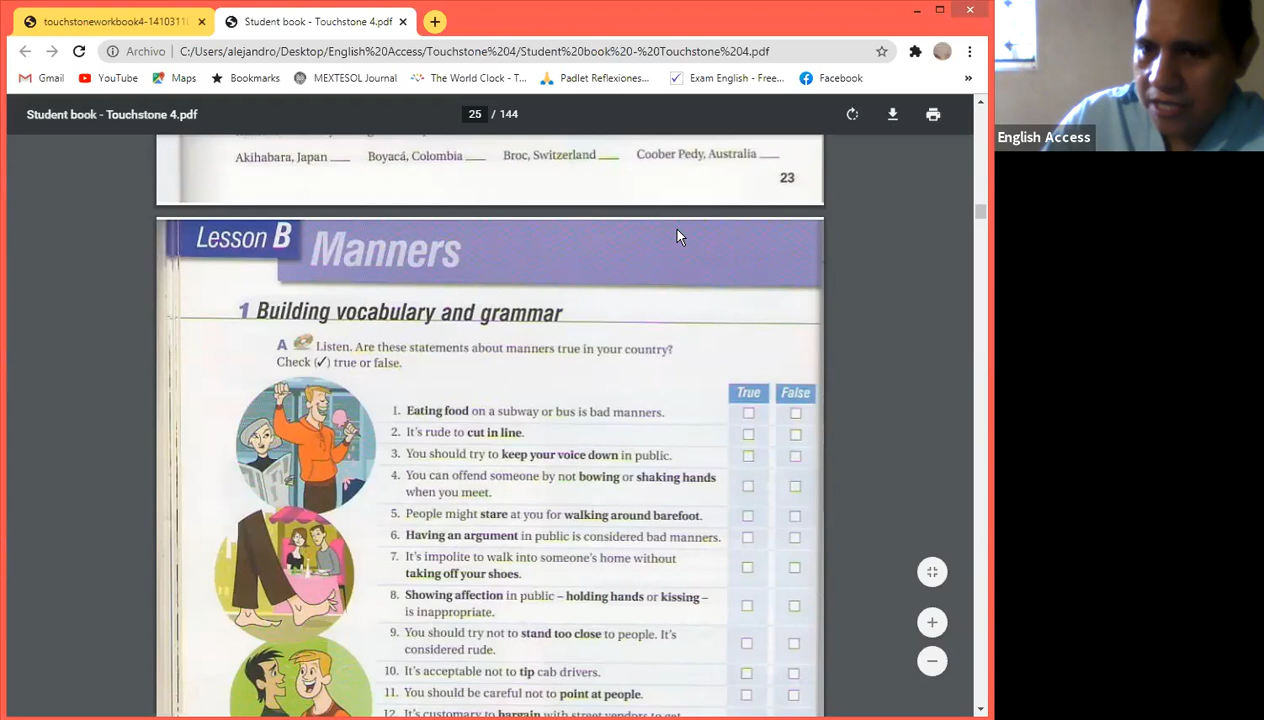 touchstoneworkbook4-1410311
Student book - Touchstone 4.pdf
Archivo
C:/Users/alejandro/Desktop/English%20Access/Touchstone%204/Student%20book%20-%20Touchstone%204.pdf
Gmail
YouTube
Maps
Bookmarks
MEXTESOL Journal
The World Clock - T...
Padlet Reflexiones...
Exam English - Free...
Facebook
»
Student book - Touchstone 4.pdf
25 / 144
English Access
Akihabara, Japan ___ Boyacá, Colombia ___ Broc, Switzerland ___ Coober Pedy, Australia ___
23
Lesson B Manners
1 Building vocabulary and grammar
A Listen. Are these statements about manners true in your country?
Check (✓) true or false.
True False
1. Eating food on a subway or bus is bad manners.
2. It's rude to cut in line.
3. You should try to keep your voice down in public.
4. You can offend someone by not bowing or shaking hands
when you meet.
5. People might stare at you for walking around barefoot.
6. Having an argument in public is considered bad manners.
7. It's impolite to walk into someone's home without
taking off your shoes.
8. Showing affection in public – holding hands or kissing –
is inappropriate.
9. You should try not to stand too close to people. It's
considered rude.
10. It's acceptable not to tip cab drivers.
11. You should be careful not to point at people.
12. It's customary to bargain with street vendors to get